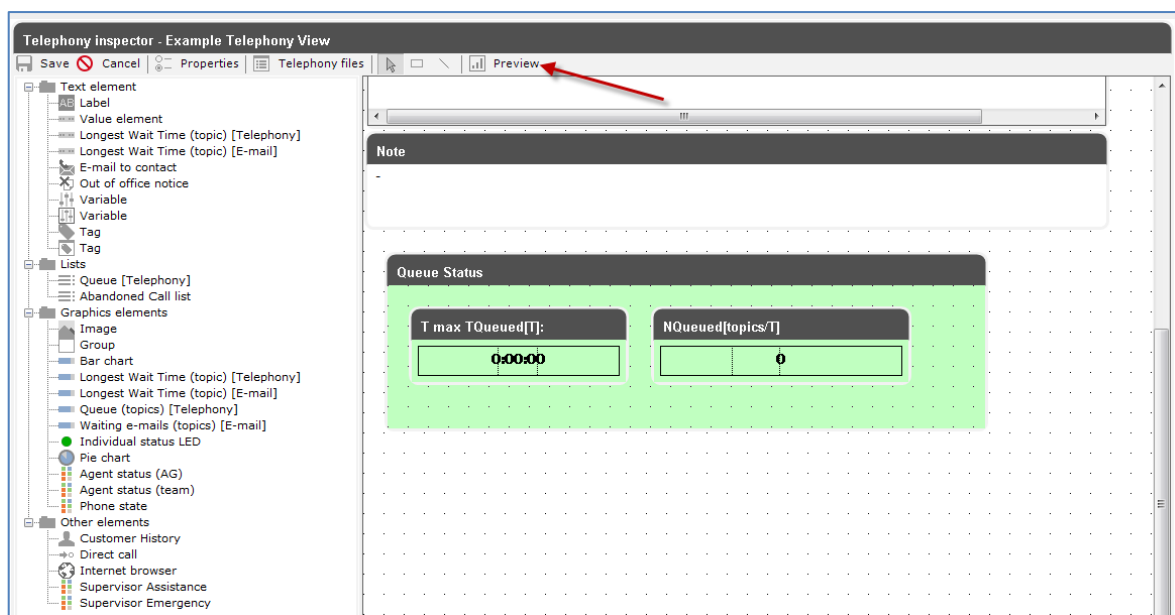 Telephony inspector - Example Telephony View
Save Cancel Properties Telephony files Preview
Text element
AB Label
Value element
Longest Wait Time (topic) [Telephony]
Longest Wait Time (topic) [E-mail]
E-mail to contact
Out of office notice
Variable
Variable
Tag
Tag
Lists
Queue [Telephony]
Abandoned Call list
Graphics elements
Image
Group
Bar chart
Longest Wait Time (topic) [Telephony]
Longest Wait Time (topic) [E-mail]
Queue (topics) [Telephony]
Waiting e-mails (topics) [E-mail]
Individual status LED
Pie chart
Agent status (AG)
Agent status (team)
Phone state
Other elements
Customer History
Direct call
Internet browser
Supervisor Assistance
Supervisor Emergency
Note
-
Queue Status
T max TQueued[T]:
0:00:00
NQueued[topics/T]
0